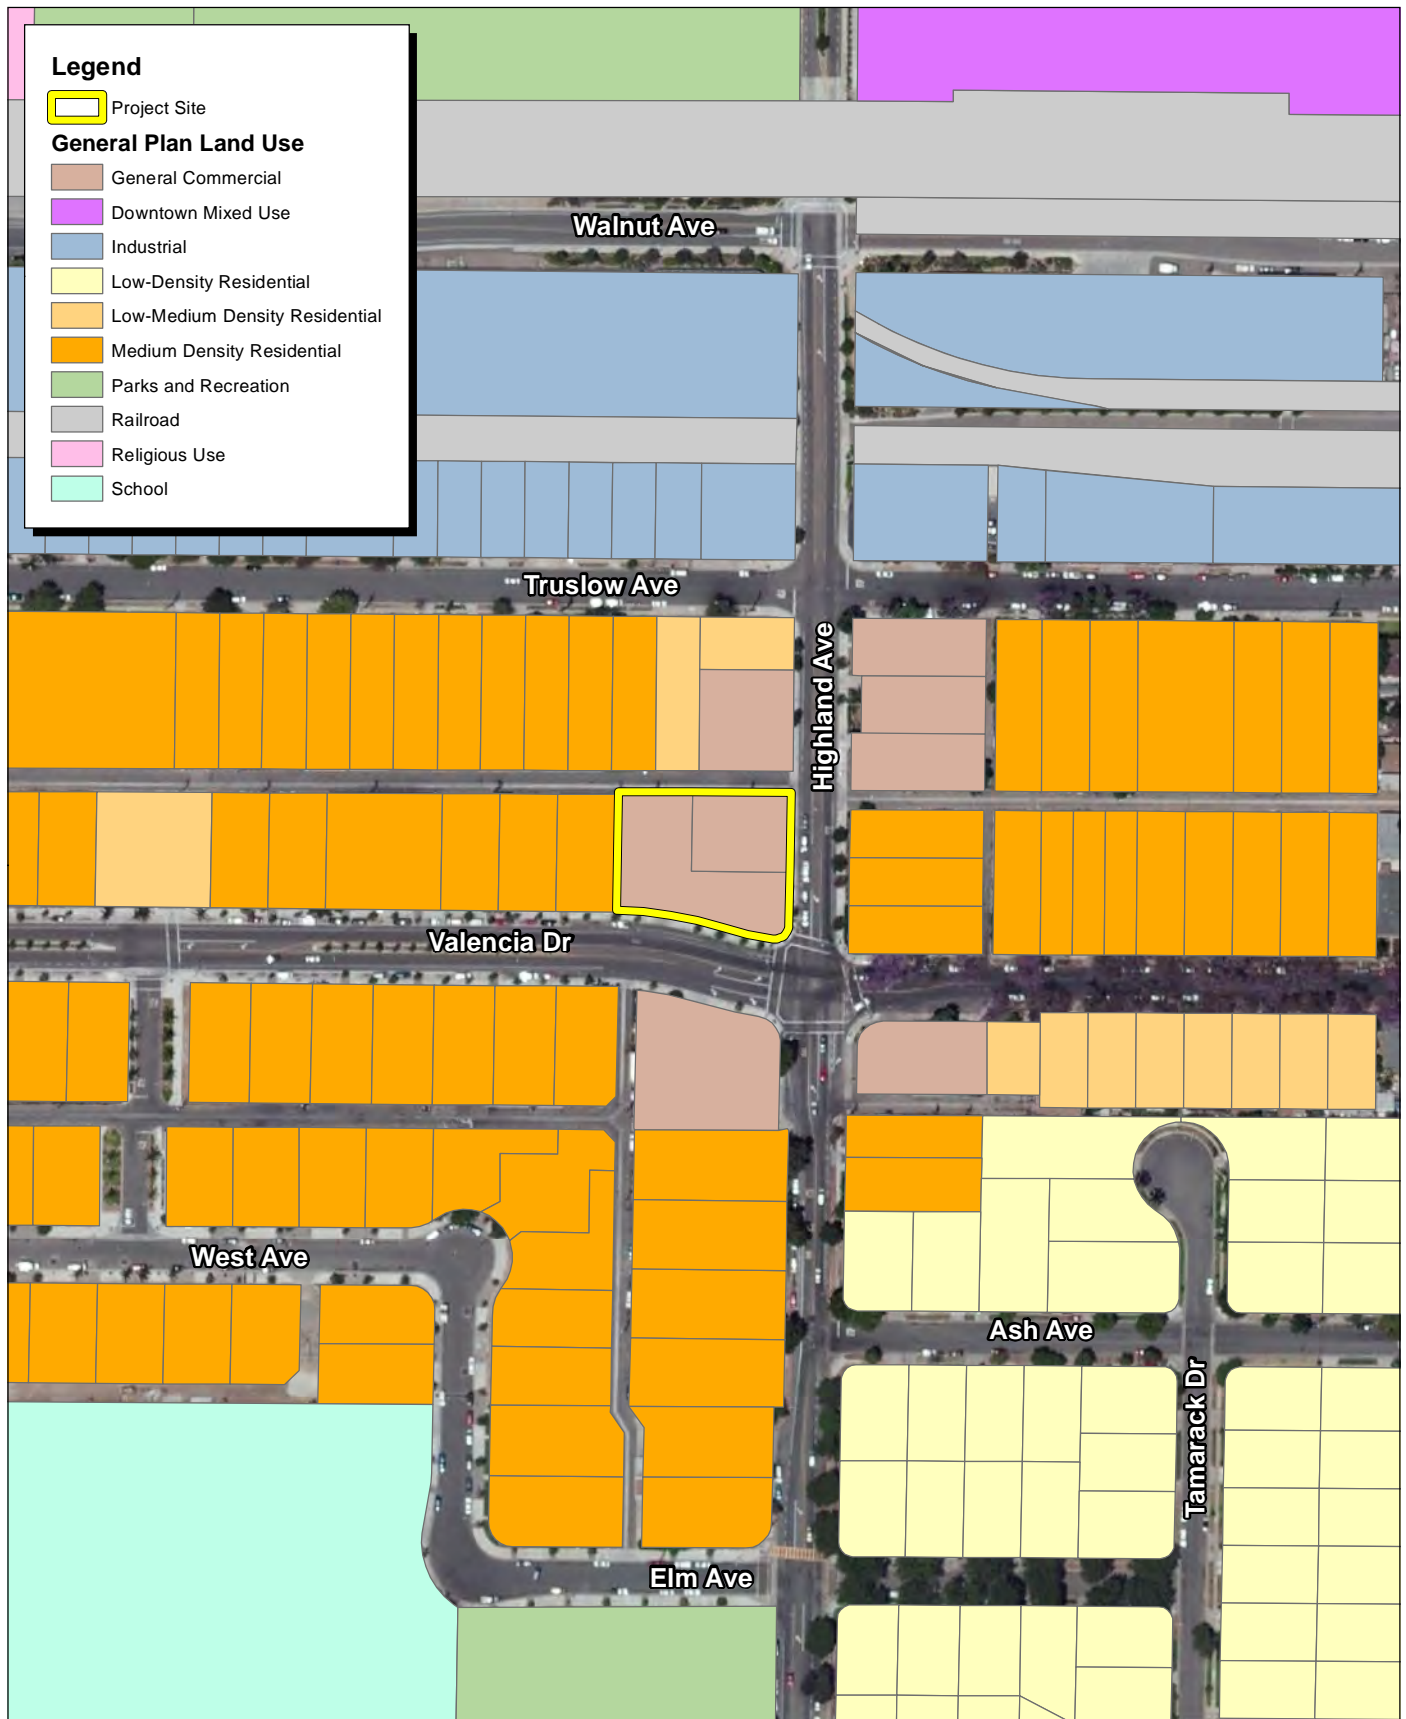 Legend
Project Site
General Plan Land Use
General Commercial
Downtown Mixed Use
Industrial
Low-Density Residential
Low-Medium Density Residential
Medium Density Residential
Parks and Recreation
Railroad
Religious Use
School
Walnut Ave
Truslow Ave
Highland Ave
Valencia Dr
West Ave
Ash Ave
Tamarack Dr
Elm Ave